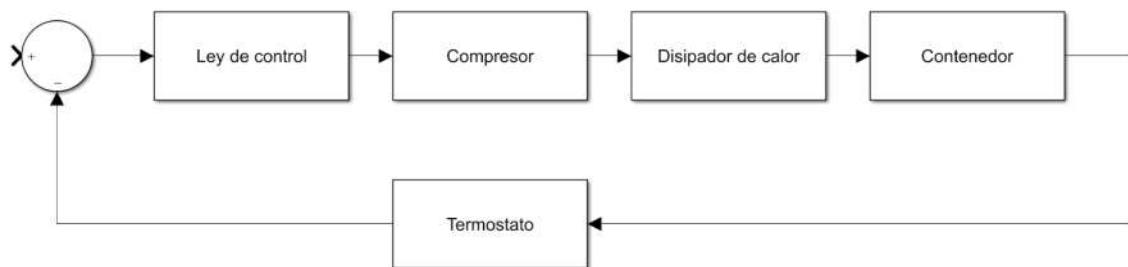 +
−
Ley de control
Compresor
Disipador de calor
Contenedor
Termostato